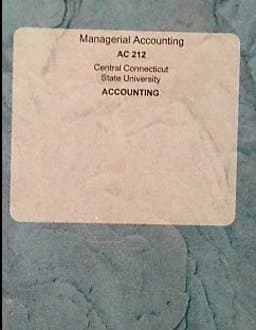 Managerial Accounting
AC 212
Central Connecticut
State University
ACCOUNTING